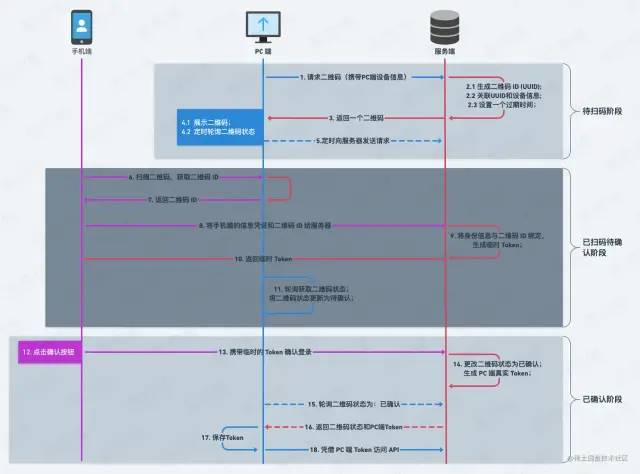 手机端
PC 端
服务端
1. 请求二维码（携带PC端设备信息）
2.1 生成二维码 ID (UUID);
2.2 关联UUID和设备信息;
2.3 设置一个过期时间;
待扫码阶段
3. 返回一个二维码
4.1 展示二维码;
4.2 定时轮询二维码状态
5.定时向服务器发送请求
6. 扫描二维码，获取二维码 ID
7. 返回二维码 ID
8. 将手机端的信息凭证和二维码 ID 给服务器
9. 将身份信息与二维码 ID 绑定,
生成临时 Token;
已扫码待确
认阶段
10. 返回临时 Token
11. 轮询获取二维码状态;
将二维码状态更新为待确认;
12. 点击确认按钮
13. 携带临时的 Token 确认登录
14. 更改二维码状态为已确认;
生成 PC 端真实 Token;
已确认阶段
15. 轮询二维码状态为：已确认
16. 返回二维码状态和PC端Token
17. 保存Token
18. 凭借 PC 端 Token 访问 API
@稀土掘金技术社区